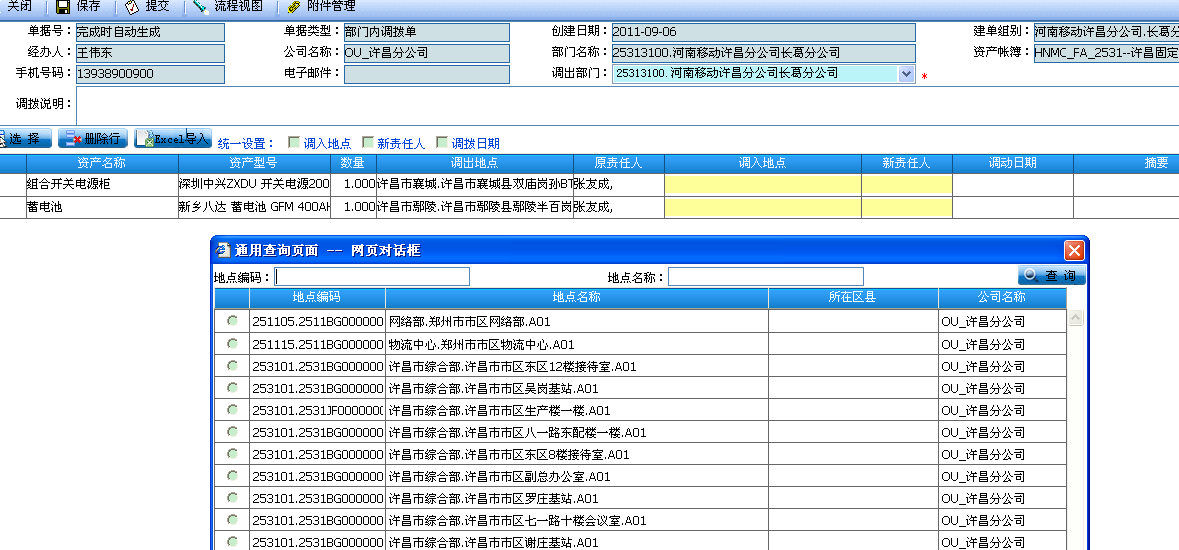 关闭 保存 提交 流程视图 附件管理
单据号： 完成时自动生成 单据类型： 部门内调拨单 创建日期： 2011-09-06 建单组别： 河南移动许昌分公司.长葛分
经办人： 王伟东 公司名称： OU_许昌分公司 部门名称： 25313100.河南移动许昌分公司长葛分公司 资产帐簿： HNMC_FA_2531--许昌固定
手机号码： 13938900900 电子邮件： 调出部门： 25313100.河南移动许昌分公司长葛分公司 *
调拨说明：
选 择 删除行 Excel导入 统一设置： 调入地点 新责任人 调拨日期
资产名称 资产型号 数量 调出地点 原责任人 调入地点 新责任人 调动日期 摘要
组合开关电源柜 深圳中兴ZXDU 开关电源200 1.000 许昌市襄城.许昌市襄城县双庙岗孙BT 张友成,
蓄电池 新乡八达 蓄电池 GFM 400AH 1.000 许昌市鄢陵.许昌市鄢陵县鄢陵半百岗 张友成,
通用查询页面 -- 网页对话框
地点编码： 地点名称： 查 询
地点编码 地点名称 所在区县 公司名称
251105.2511BG000000 网络部.郑州市市区网络部.A01 OU_许昌分公司
251115.2511BG000000 物流中心.郑州市市区物流中心.A01 OU_许昌分公司
253101.2531BG000000 许昌市综合部.许昌市市区东区12楼接待室.A01 OU_许昌分公司
253101.2531BG000000 许昌市综合部.许昌市市区吴岗基站.A01 OU_许昌分公司
253101.2531JF0000000 许昌市综合部.许昌市市区生产楼一楼.A01 OU_许昌分公司
253101.2531BG000000 许昌市综合部.许昌市市区八一路东配楼一楼.A01 OU_许昌分公司
253101.2531BG000000 许昌市综合部.许昌市市区东区8楼接待室.A01 OU_许昌分公司
253101.2531BG000000 许昌市综合部.许昌市市区副总办公室.A01 OU_许昌分公司
253101.2531BG000000 许昌市综合部.许昌市市区罗庄基站.A01 OU_许昌分公司
253101.2531BG000000 许昌市综合部.许昌市市区七一路十楼会议室.A01 OU_许昌分公司
253101.2531BG000000 许昌市综合部.许昌市市区谢庄基站.A01 OU_许昌分公司